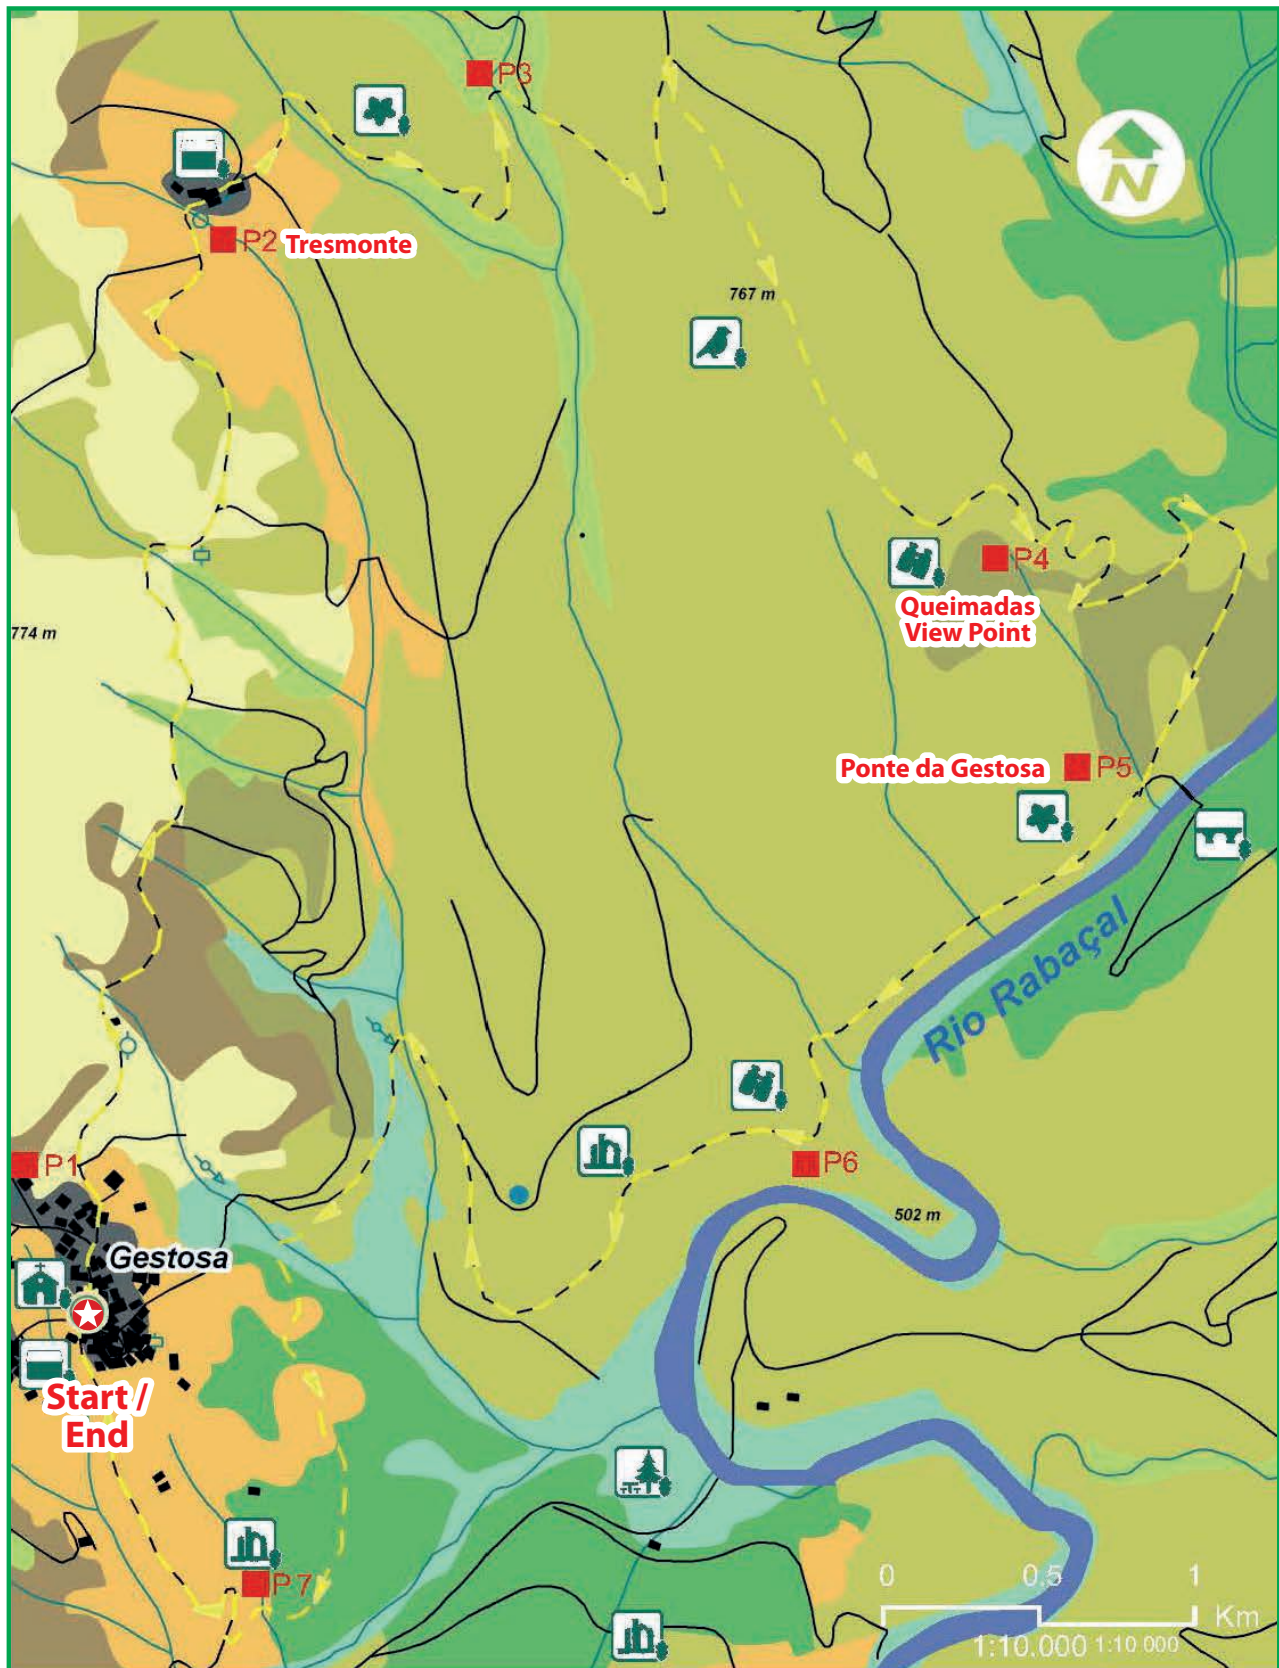 P3
N
P2
Tresmonte
767 m
P4
Queimadas
View Point
774 m
Ponte da Gestosa
P5
Rio Rabaçal
P1
P6
502 m
Gestosa
Start /
End
P 7
0 0,5 1
Km
1:10.000 1:10 000